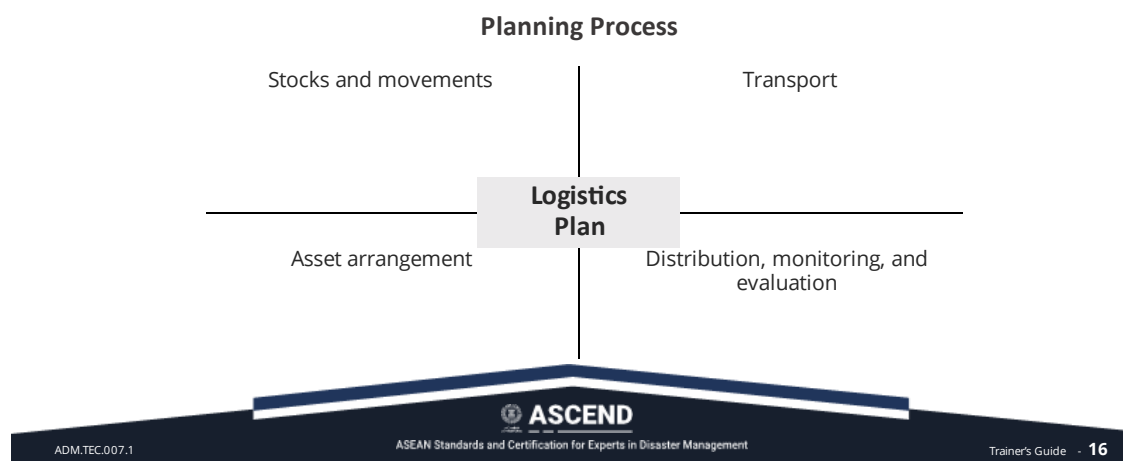 Planning Process
Stocks and movements
Transport
Logistics
Plan
Asset arrangement
Distribution, monitoring, and
evaluation
ASCEND
ASEAN Standards and Certification for Experts in Disaster Management
ADM.TEC.007.1
Trainer's Guide - 16